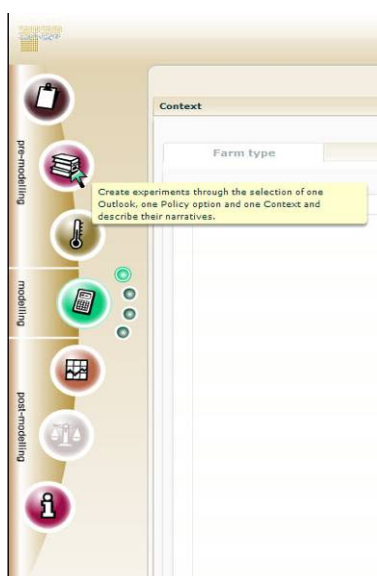 Context
Farm type
pre-modelling
Create experiments through the selection of one
Outlook, one Policy option and one Context and
describe their narratives.
modelling
post-modelling